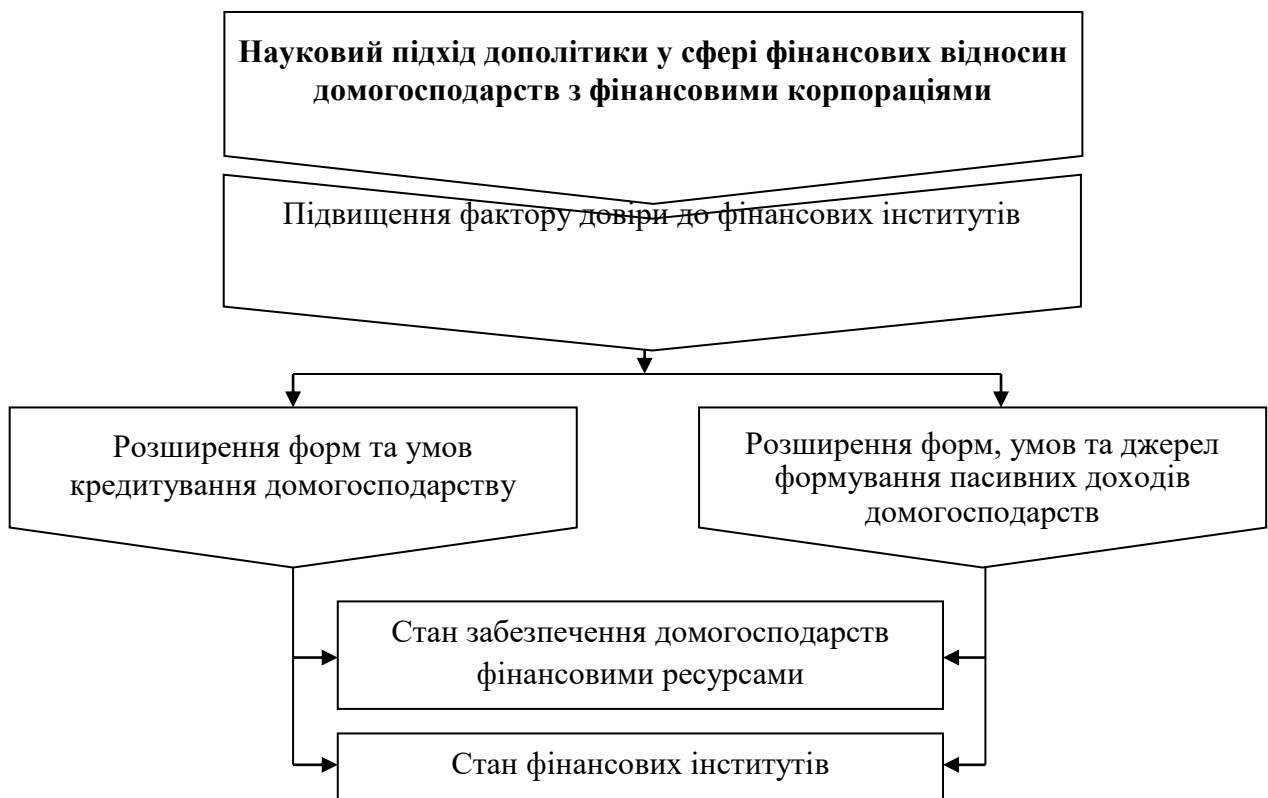 Науковий підхід дополітики у сфері фінансових відносин
домогосподарств з фінансовими корпораціями
Підвищення фактору довіри до фінансових інститутів
Розширення форм та умов
кредитування домогосподарству
Розширення форм, умов та джерел
формування пасивних доходів
домогосподарств
Стан забезпечення домогосподарств
фінансовими ресурсами
Стан фінансових інститутів